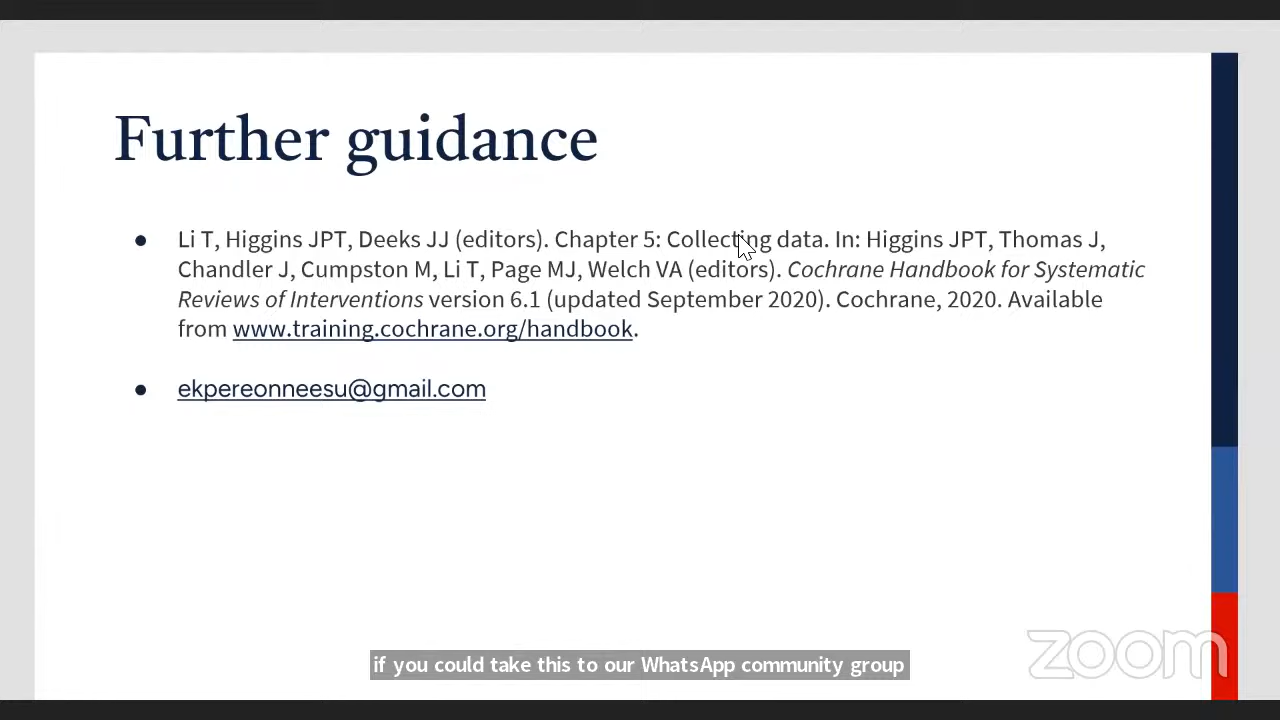 Further guidance
● Li T, Higgins JPT, Deeks JJ (editors). Chapter 5: Collecting data. In: Higgins JPT, Thomas J,
Chandler J, Cumpston M, Li T, Page MJ, Welch VA (editors). Cochrane Handbook for Systematic
Reviews of Interventions version 6.1 (updated September 2020). Cochrane, 2020. Available
from www.training.cochrane.org/handbook.
● ekpereonneesu@gmail.com
if you could take this to our WhatsApp community group
zoom